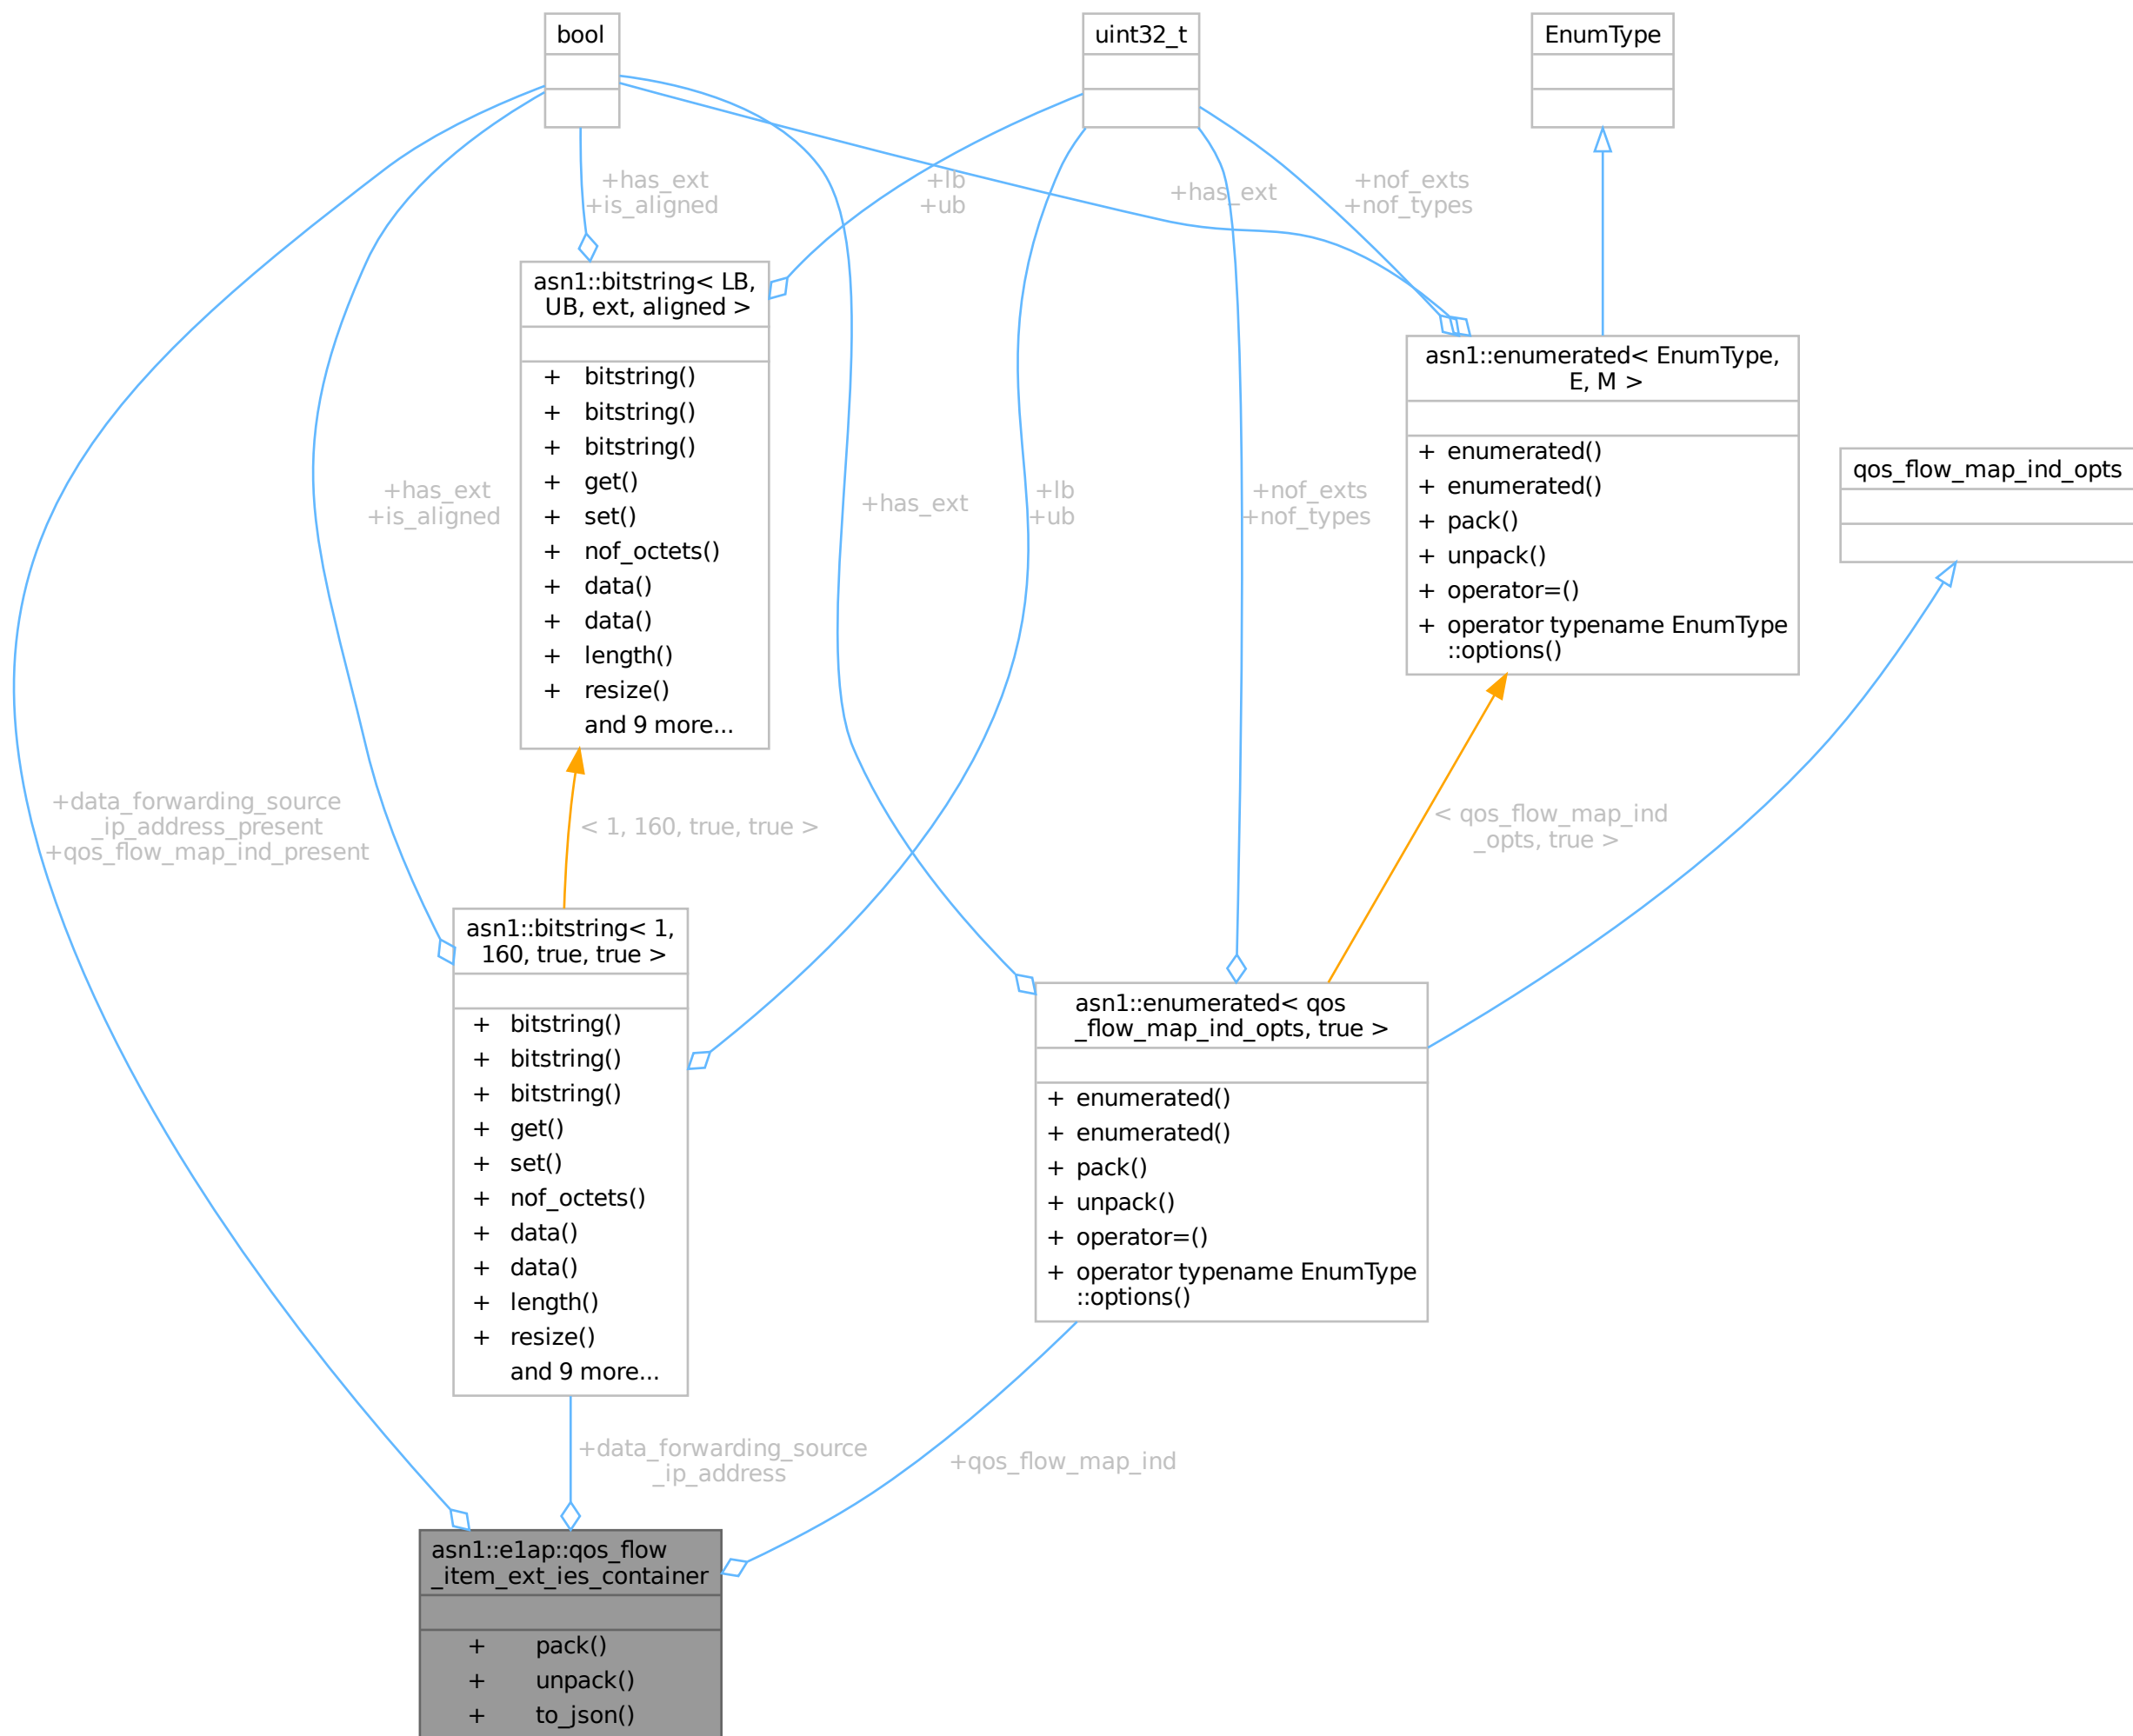 bool
uint32_t
EnumType
+has_ext
+is_aligned
+lb
+ub
+has_ext
+nof_exts
+nof_types
asn1::bitstring< LB,
UB, ext, aligned >
+ bitstring()
+ bitstring()
+ bitstring()
+ get()
+ set()
+ nof_octets()
+ data()
+ data()
+ length()
+ resize()
and 9 more...
asn1::enumerated< EnumType,
E, M >
+ enumerated()
+ enumerated()
+ pack()
+ unpack()
+ operator=()
+ operator typename EnumType
::options()
qos_flow_map_ind_opts
+has_ext
+is_aligned
+has_ext
+lb
+ub
+nof_exts
+nof_types
+data_forwarding_source
_ip_address_present
+qos_flow_map_ind_present
< 1, 160, true, true >
< qos_flow_map_ind
_opts, true >
asn1::bitstring< 1,
160, true, true >
+ bitstring()
+ bitstring()
+ bitstring()
+ get()
+ set()
+ nof_octets()
+ data()
+ data()
+ length()
+ resize()
and 9 more...
asn1::enumerated< qos
_flow_map_ind_opts, true >
+ enumerated()
+ enumerated()
+ pack()
+ unpack()
+ operator=()
+ operator typename EnumType
::options()
+data_forwarding_source
_ip_address
+qos_flow_map_ind
asn1::e1ap::qos_flow
_item_ext_ies_container
+ pack()
+ unpack()
+ to_json()